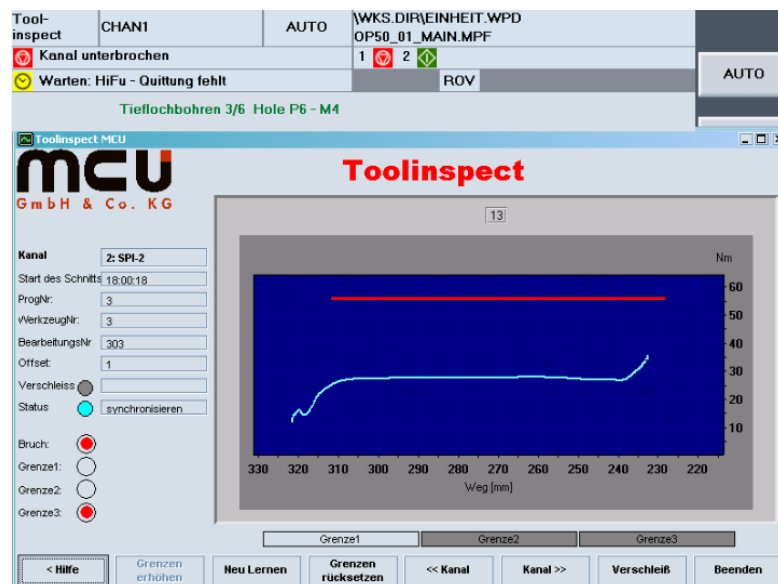 Tool-
inspect
CHAN1
AUTO
\WKS.DIR\EINHEIT.WPD
OP50_01_MAIN.MPF
Kanal unterbrochen
1 2
AUTO
Warten: HiFu - Quittung fehlt
ROV
Tieflochbohren 3/6 Hole P6 - M4
Toolinspect MCU
mcu
GmbH & Co. KG
Toolinspect
13
Kanal 2: SPI-2
Start des Schnitts 18:00:18
ProgNr: 3
WerkzeugNr: 3
BearbeitungsNr 303
Offset: 1
Verschleiss
Status synchronisieren
Bruch:
Grenze1:
Grenze2:
Grenze3:
Nm
60
50
40
30
20
10
330 320 310 300 290 280 270 260 250 240 230 220
Weg [mm]
Grenze1 Grenze2 Grenze3
< Hilfe
Grenzen erhöhen
Neu Lernen
Grenzen rücksetzen
<< Kanal
Kanal >>
Verschleiß
Beenden